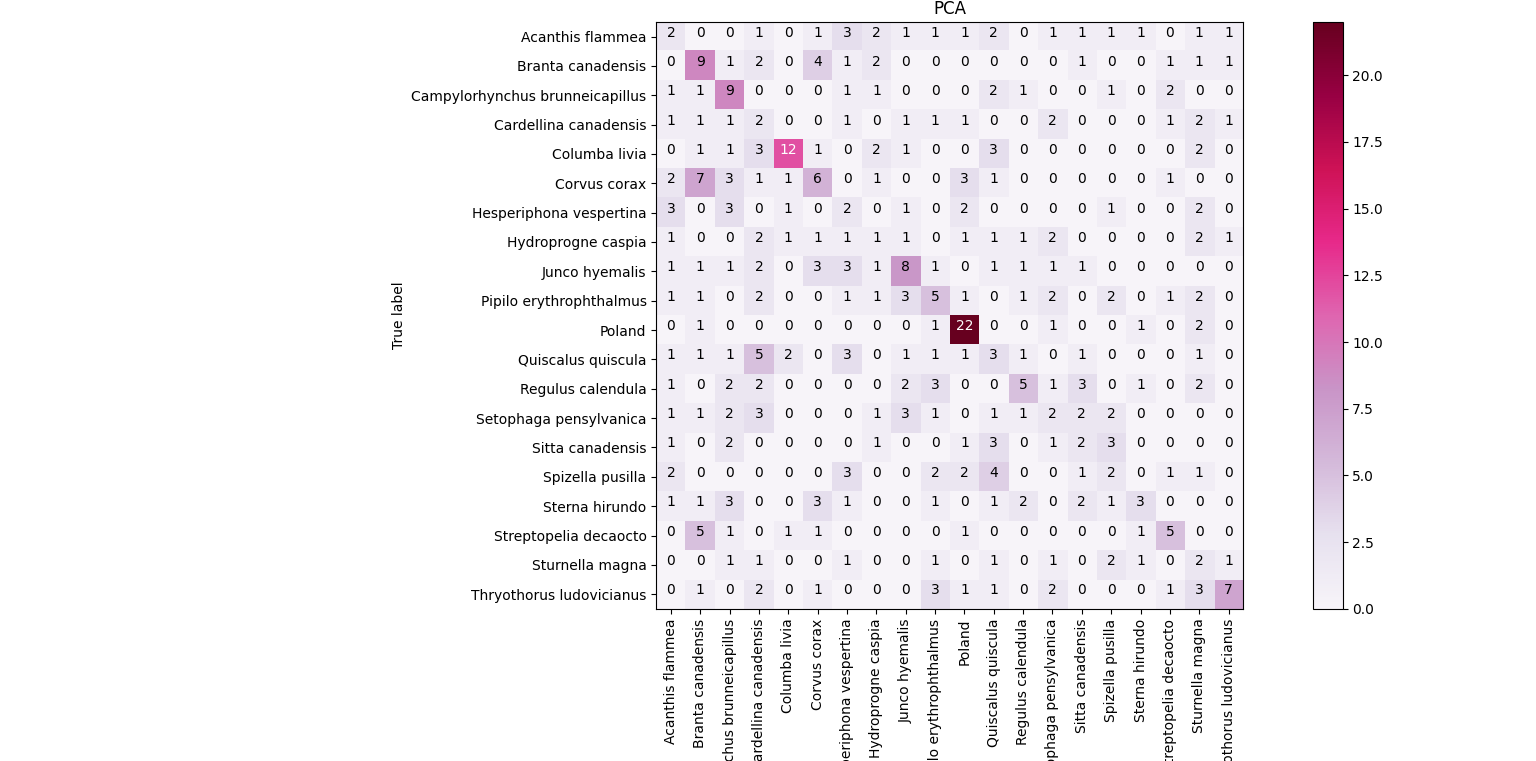 PCA
Acanthis flammea 2 0 0 1 0 1 3 2 1 1 1 2 0 1 1 1 1 0 1 1
Branta canadensis 0 9 1 2 0 4 1 2 0 0 0 0 0 0 1 0 0 1 1 1
Campylorhynchus brunneicapillus 1 1 9 0 0 0 1 1 0 0 0 2 1 0 0 1 0 2 0 0
Cardellina canadensis 1 1 1 2 0 0 1 0 1 1 1 0 0 2 0 0 0 1 2 1
Columba livia 0 1 1 3 12 1 0 2 1 0 0 3 0 0 0 0 0 0 2 0
Corvus corax 2 7 3 1 1 6 0 1 0 0 3 1 0 0 0 0 0 1 0 0
Hesperiphona vespertina 3 0 3 0 1 0 2 0 1 0 2 0 0 0 0 1 0 0 2 0
Hydroprogne caspia 1 0 0 2 1 1 1 1 1 0 1 1 1 2 0 0 0 0 2 1
Junco hyemalis 1 1 1 2 0 3 3 1 8 1 0 1 1 1 1 0 0 0 0 0
Pipilo erythrophthalmus 1 1 0 2 0 0 1 1 3 5 1 0 1 2 0 2 0 1 2 0
Poland 0 1 0 0 0 0 0 0 0 1 22 0 0 1 0 0 1 0 2 0
Quiscalus quiscula 1 1 1 5 2 0 3 0 1 1 1 3 1 0 1 0 0 0 1 0
Regulus calendula 1 0 2 2 0 0 0 0 2 3 0 0 5 1 3 0 1 0 2 0
Setophaga pensylvanica 1 1 2 3 0 0 0 1 3 1 0 1 1 2 2 2 0 0 0 0
Sitta canadensis 1 0 2 0 0 0 0 1 0 0 1 3 0 1 2 3 0 0 0 0
Spizella pusilla 2 0 0 0 0 0 3 0 0 2 2 4 0 0 1 2 0 1 1 0
Sterna hirundo 1 1 3 0 0 3 1 0 0 1 0 1 2 0 2 1 3 0 0 0
Streptopelia decaocto 0 5 1 0 1 1 0 0 0 0 1 0 0 0 0 0 1 5 0 0
Sturnella magna 0 0 1 1 0 0 1 0 0 1 0 1 0 1 0 2 1 0 2 1
Thryothorus ludovicianus 0 1 0 2 0 1 0 0 0 3 1 1 0 2 0 0 0 1 3 7
True label
Acanthis flammea
Branta canadensis
chus brunneicapillus
ardellina canadensis
Columba livia
Corvus corax
periphona vespertina
Hydroprogne caspia
Junco hyemalis
lo erythrophthalmus
Poland
Quiscalus quiscula
Regulus calendula
ophaga pensylvanica
Sitta canadensis
Spizella pusilla
Sterna hirundo
treptopelia decaocto
Sturnella magna
othorus ludovicianus
20.0
17.5
15.0
12.5
10.0
7.5
5.0
2.5
0.0